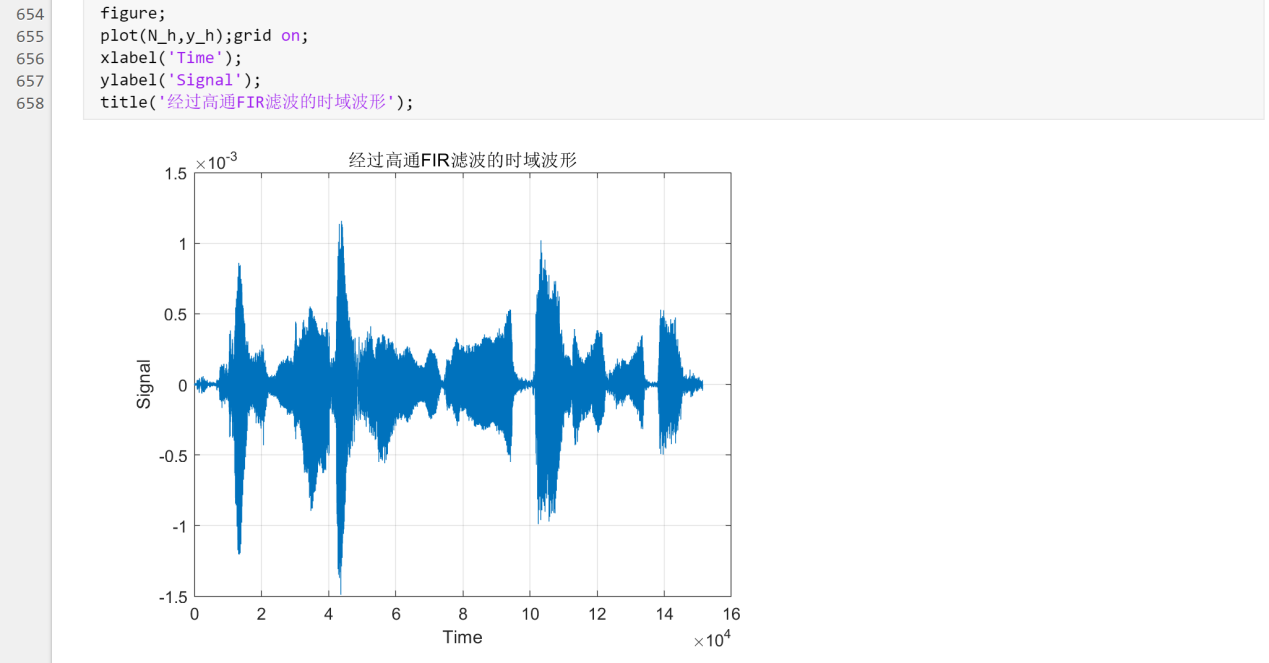 654 figure;
655 plot(N_h,y_h);grid on;
656 xlabel('Time');
657 ylabel('Signal');
658 title('经过高通FIR滤波的时域波形');
×10-3
经过高通FIR滤波的时域波形
1.5
1
0.5
0
-0.5
-1
-1.5
Signal
0 2 4 6 8 10 12 14 16
Time
×104